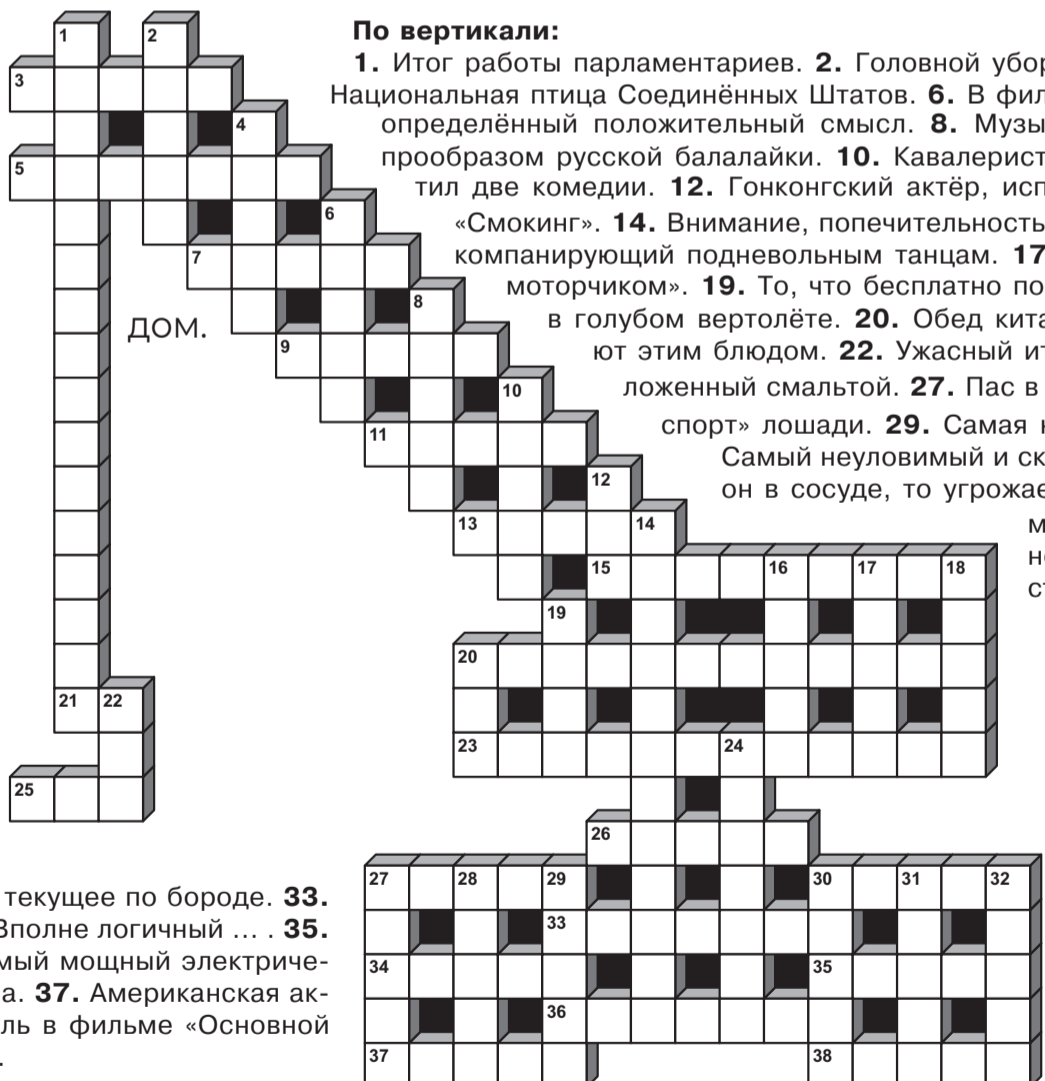 По вертикали:
1. Итог работы парламентариев. 2. Головной убор
Национальная птица Соединённых Штатов. 6. В фил
определённый положительный смысл. 8. Музы
прообразом русской балалайки. 10. Кавалерист
тил две комедии. 12. Гонконгский актёр, исп
«Смокинг». 14. Внимание, попечительность
компанирующий подневольным танцам. 17
моторчиком». 19. То, что бесплатно по
в голубом вертолёте. 20. Обед кита
ют этим блюдом. 22. Ужасный ит
ложенный смальтой. 27. Пас в
спорт» лошади. 29. Самая
Самый неуловимый и ск
он в сосуде, то угрожае
м
ст
дом.
текущее по бороде. 33.
Вполне логичный ... . 35.
мый мощный электриче-
а. 37. Американская ак-
ль в фильме «Основной
1 2
3
4
5
6
7
8
9
10
11
12
13 14
15 16 17 18
19
20
21 22
23 24
25
26
27 28 29 30 31 32
33
34 35
36
37 38